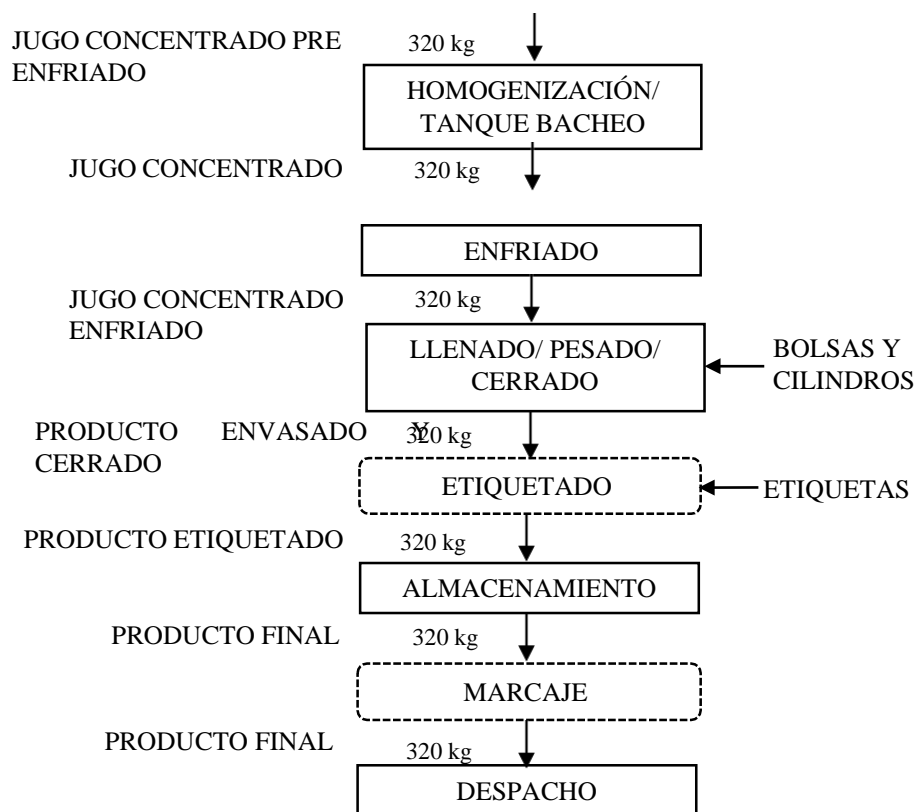 JUGO CONCENTRADO PRE
ENFRIADO
320 kg
HOMOGENIZACIÓN/
TANQUE BACHEO
JUGO CONCENTRADO
320 kg
ENFRIADO
JUGO CONCENTRADO
ENFRIADO
320 kg
LLENADO/ PESADO/
CERRADO
BOLSAS Y
CILINDROS
PRODUCTO ENVASADO Y
CERRADO
320 kg
ETIQUETADO
ETIQUETAS
PRODUCTO ETIQUETADO
320 kg
ALMACENAMIENTO
PRODUCTO FINAL
320 kg
MARCAJE
PRODUCTO FINAL
320 kg
DESPACHO